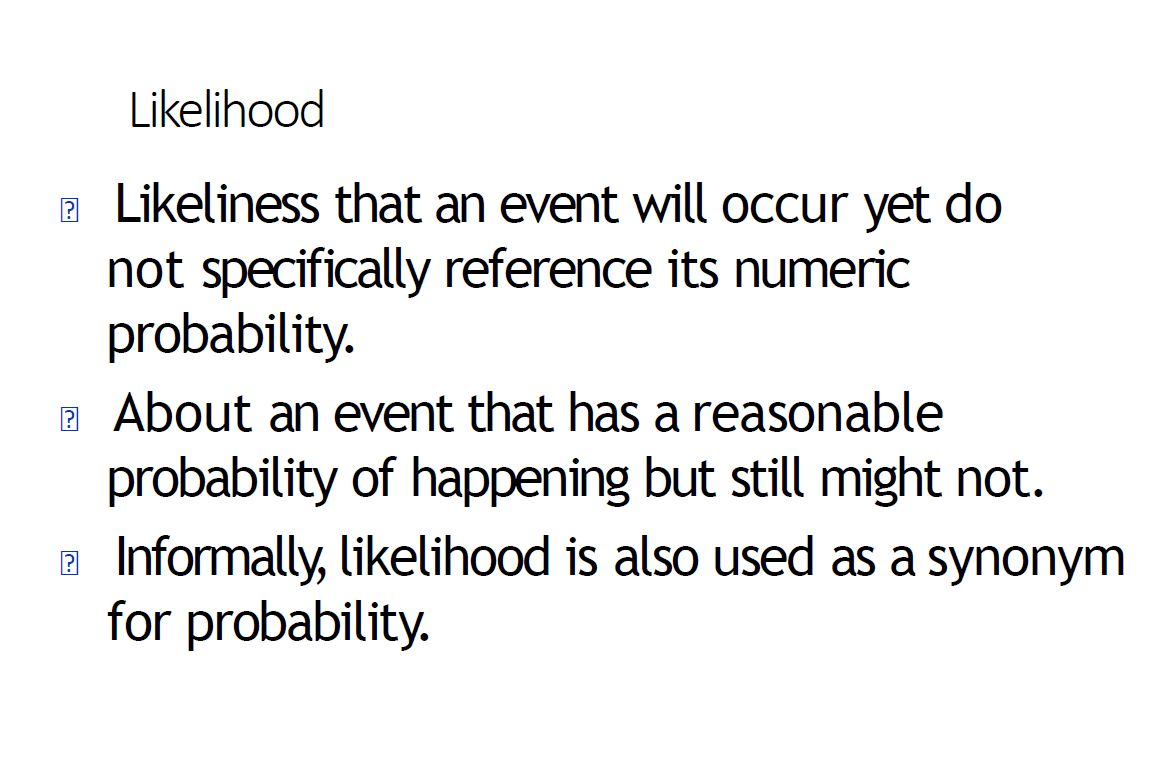 Likelihood
Likeliness that an event will occur yet do
not specifically reference its numeric
probability.
About an event that has a reasonable
probability of happening but still might not.
Informally, likelihood is also used as a synonym
for probability.